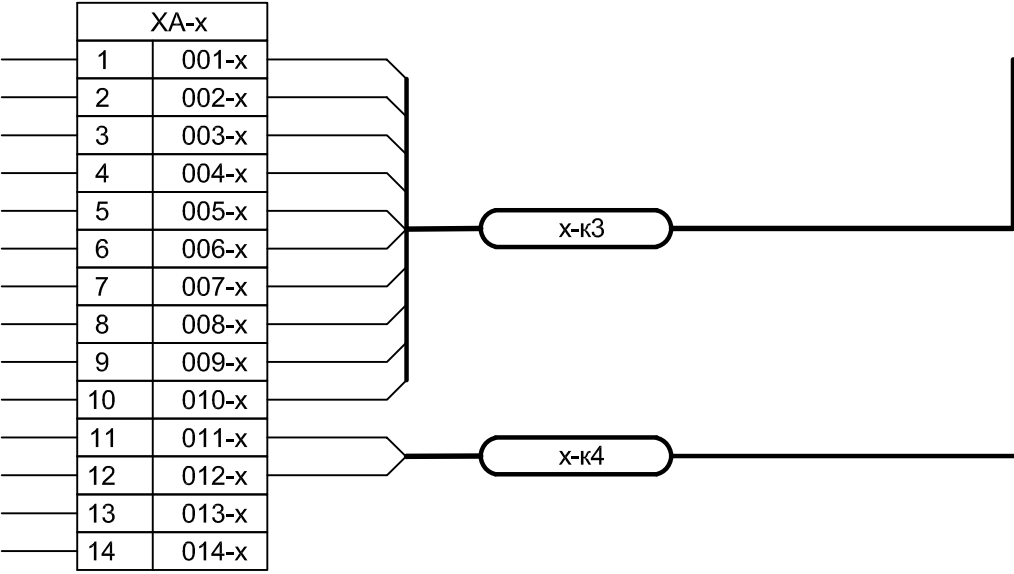 ХА-х
1 001-х
2 002-х
3 003-х
4 004-х
5 005-х
6 006-х
7 007-х
8 008-х
9 009-х
10 010-х
11 011-х
12 012-х
13 013-х
14 014-х
х-к3
х-к4